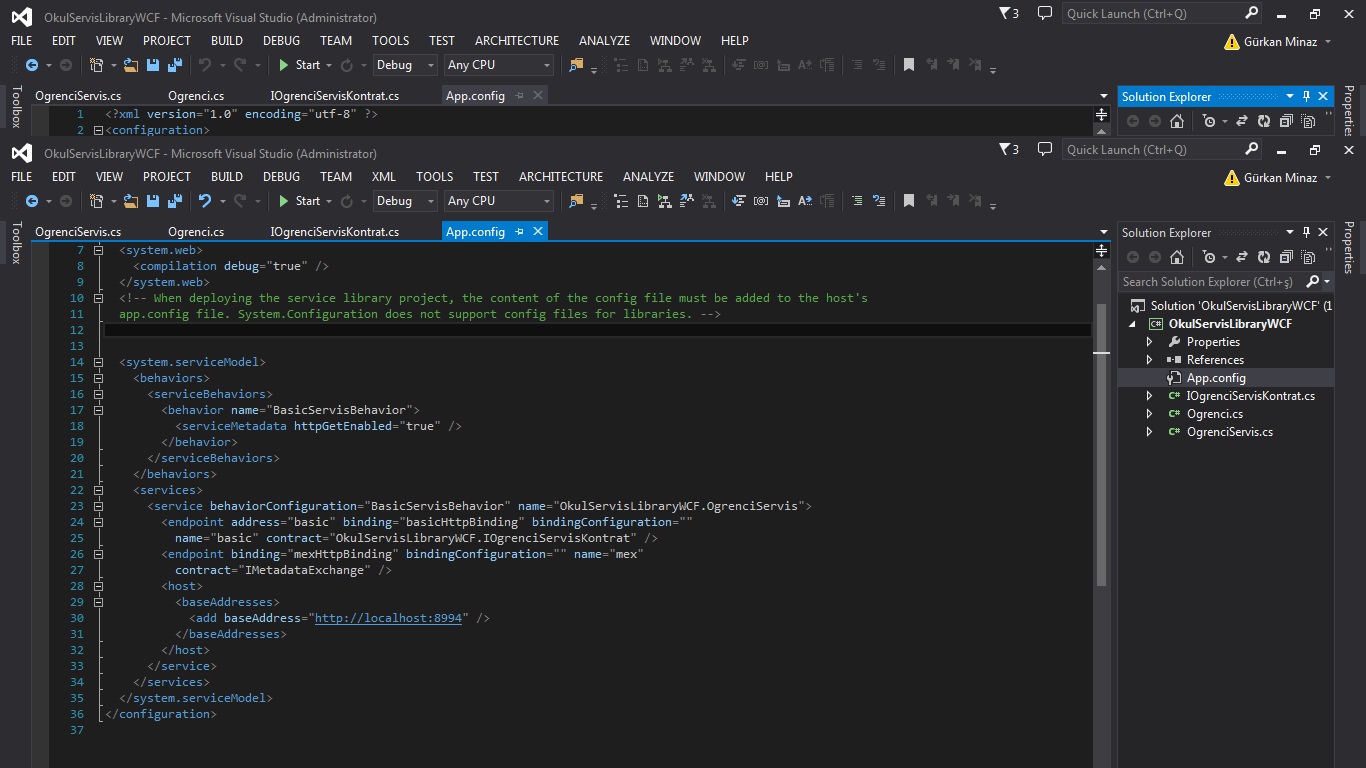 OkulServisLibraryWCF - Microsoft Visual Studio (Administrator)
3
Quick Launch (Ctrl+Q)
FILE EDIT VIEW PROJECT BUILD DEBUG TEAM TOOLS TEST ARCHITECTURE ANALYZE WINDOW HELP
Gürkan Minaz
Start Debug Any CPU
Toolbox
OgrenciServis.cs Ogrenci.cs IOgrenciServisKontrat.cs App.config
Solution Explorer
Properties
1 <?xml version="1.0" encoding="utf-8" ?>
2 <configuration>
OkulServisLibraryWCF - Microsoft Visual Studio (Administrator)
3
Quick Launch (Ctrl+Q)
FILE EDIT VIEW PROJECT BUILD DEBUG TEAM XML TOOLS TEST ARCHITECTURE ANALYZE WINDOW HELP
Gürkan Minaz
Start Debug Any CPU
Toolbox
OgrenciServis.cs Ogrenci.cs IOgrenciServisKontrat.cs App.config
7 <system.web>
8 <compilation debug="true" />
9 </system.web>
10 <!-- When deploying the service library project, the content of the config file must be added to the host's
11 app.config file. System.Configuration does not support config files for libraries. -->
12
13
14 <system.serviceModel>
15 <behaviors>
16 <serviceBehaviors>
17 <behavior name="BasicServisBehavior">
18 <serviceMetadata httpGetEnabled="true" />
19 </behavior>
20 </serviceBehaviors>
21 </behaviors>
22 <services>
23 <service behaviorConfiguration="BasicServisBehavior" name="OkulServisLibraryWCF.OgrenciServis">
24 <endpoint address="basic" binding="basicHttpBinding" bindingConfiguration=""
25 name="basic" contract="OkulServisLibraryWCF.IOgrenciServisKontrat" />
26 <endpoint binding="mexHttpBinding" bindingConfiguration="" name="mex"
27 contract="IMetadataExchange" />
28 <host>
29 <baseAddresses>
30 <add baseAddress="http://localhost:8994" />
31 </baseAddresses>
32 </host>
33 </service>
34 </services>
35 </system.serviceModel>
36 </configuration>
37
Solution Explorer
Properties
Search Solution Explorer (Ctrl+ş)
Solution 'OkulServisLibraryWCF' (1
OkulServisLibraryWCF
Properties
References
App.config
IOgrenciServisKontrat.cs
Ogrenci.cs
OgrenciServis.cs